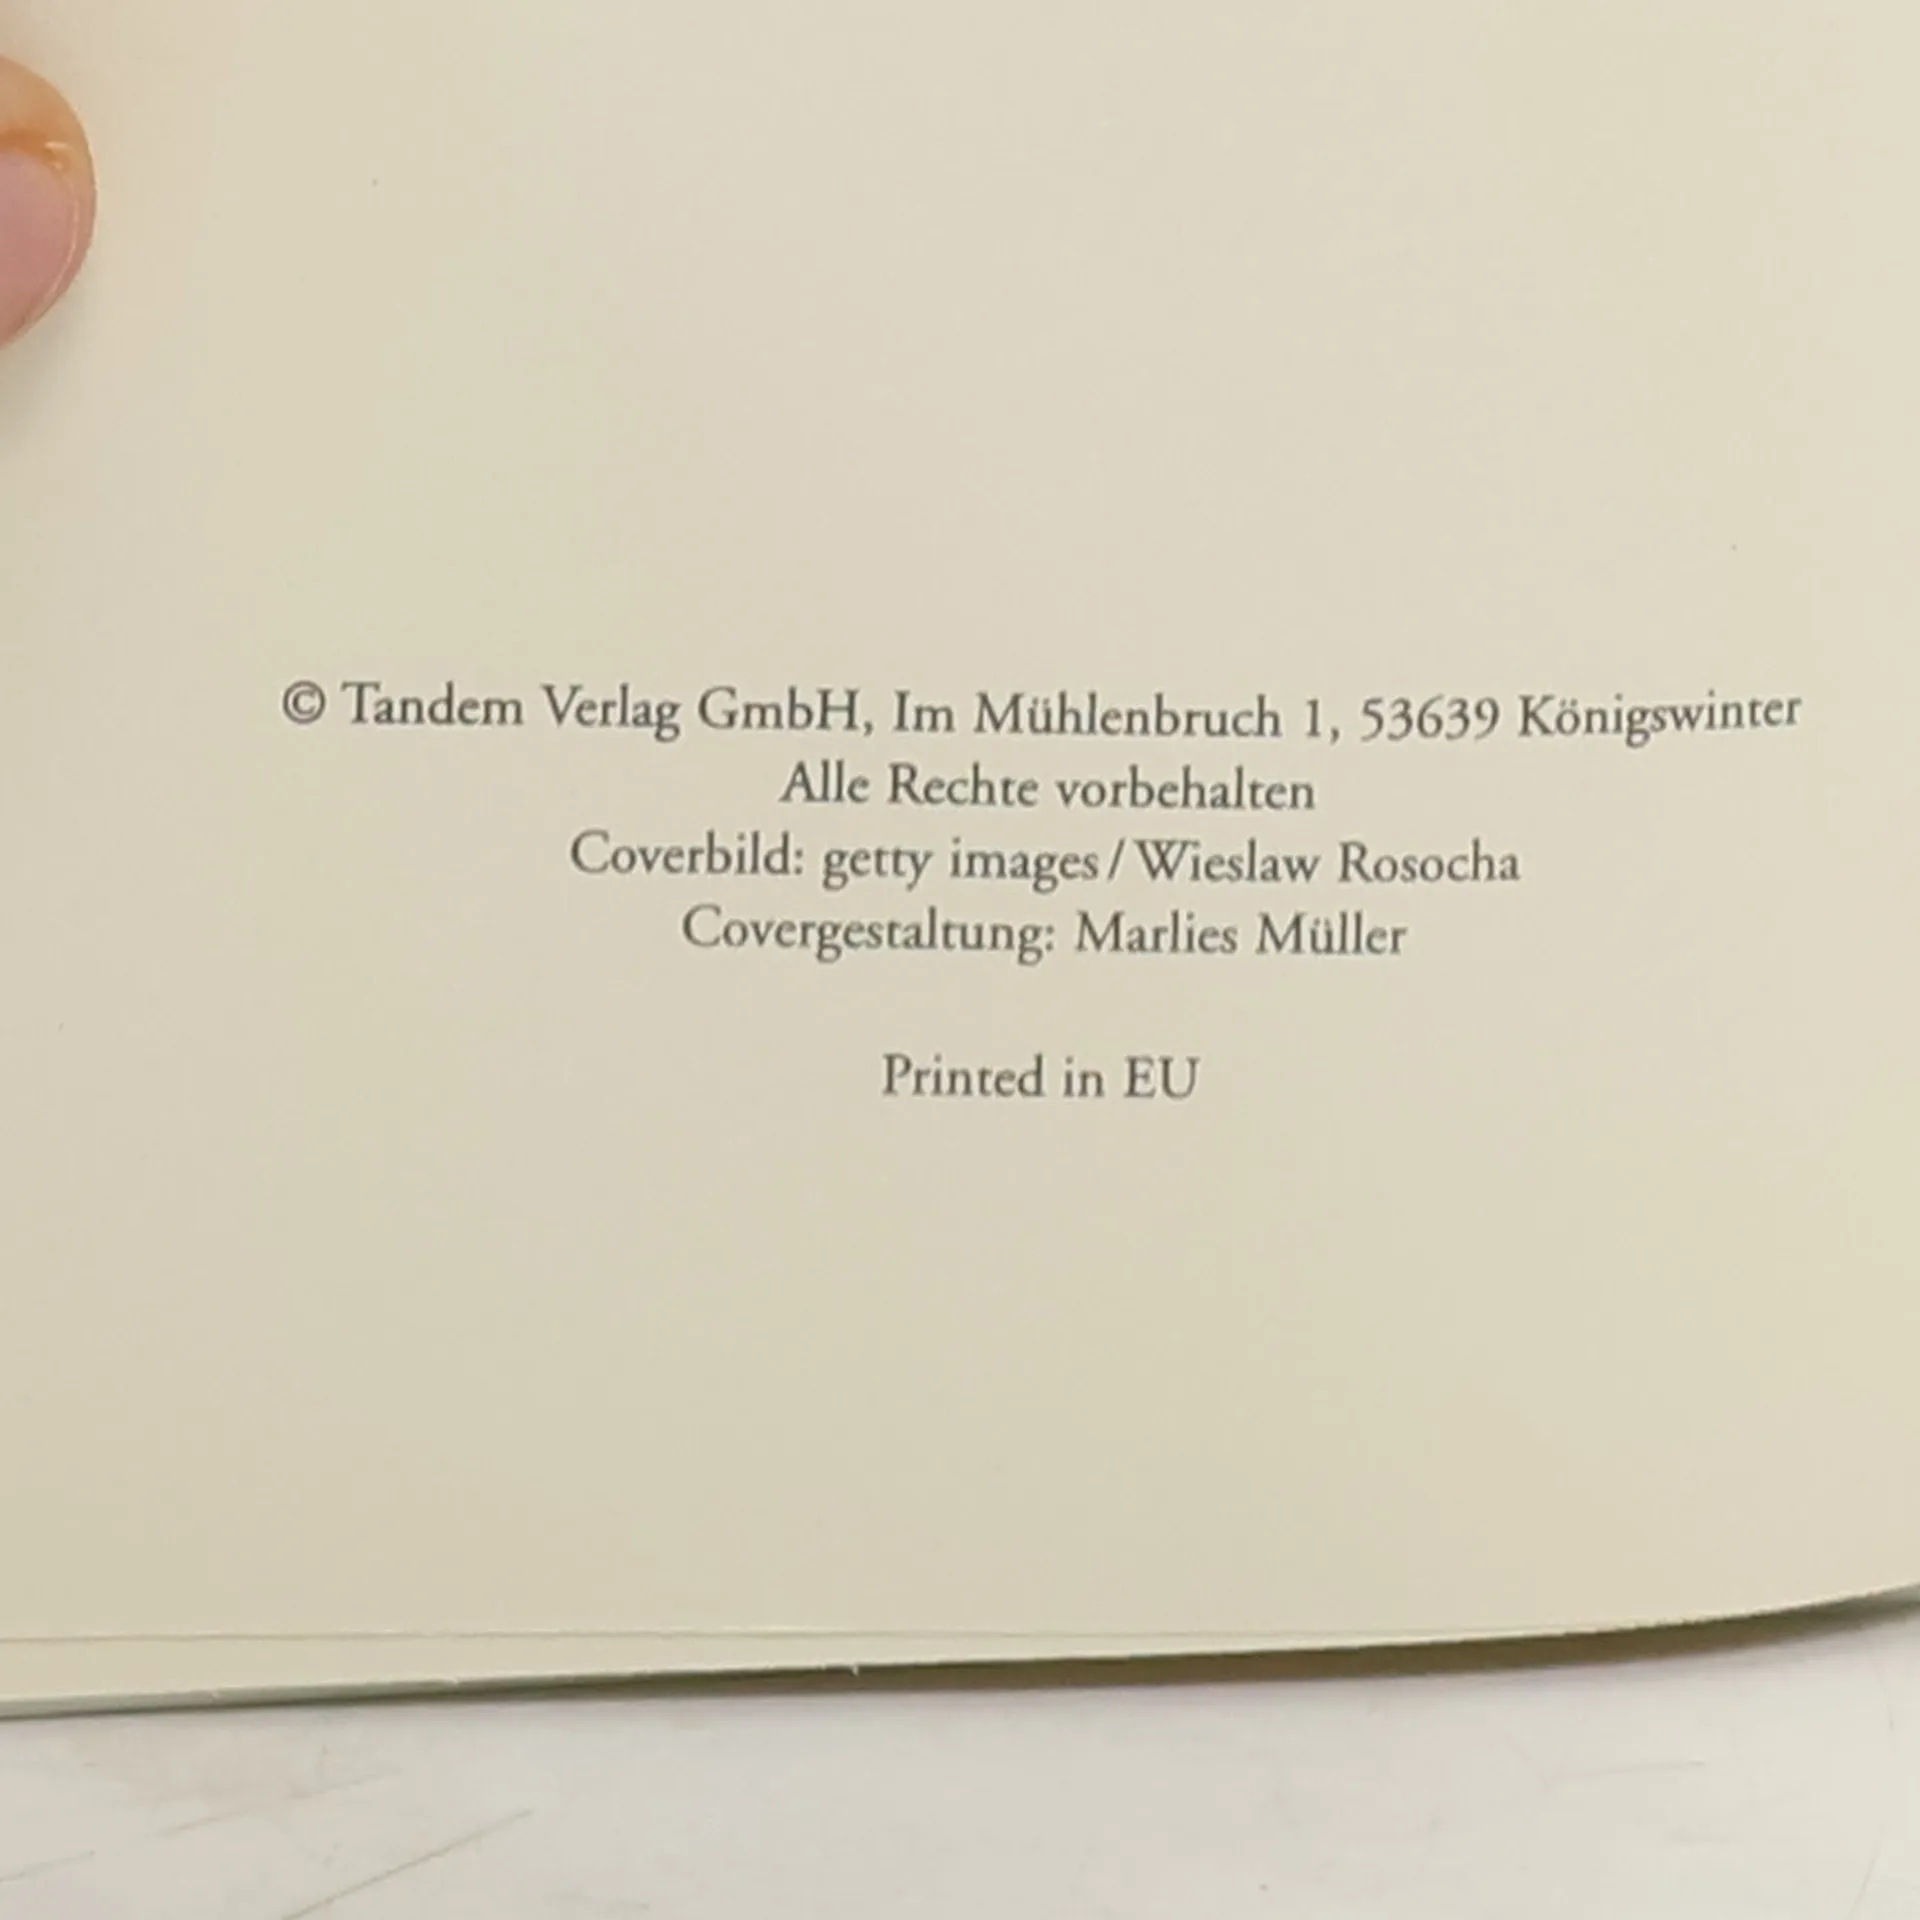 © Tandem Verlag GmbH, Im Mühlenbruch 1, 53639 Königswinter
Alle Rechte vorbehalten
Coverbild: getty images / Wieslaw Rosocha
Covergestaltung: Marlies Müller
Printed in EU